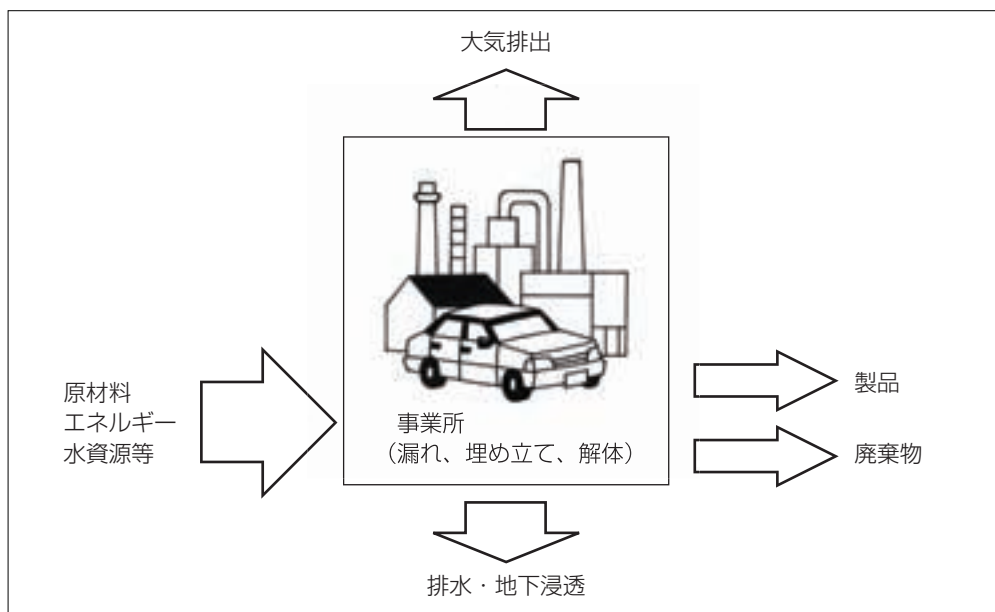 大気排出
原材料
エネルギー
水資源等
事業所
（漏れ、埋め立て、解体）
製品
廃棄物
排水・地下浸透